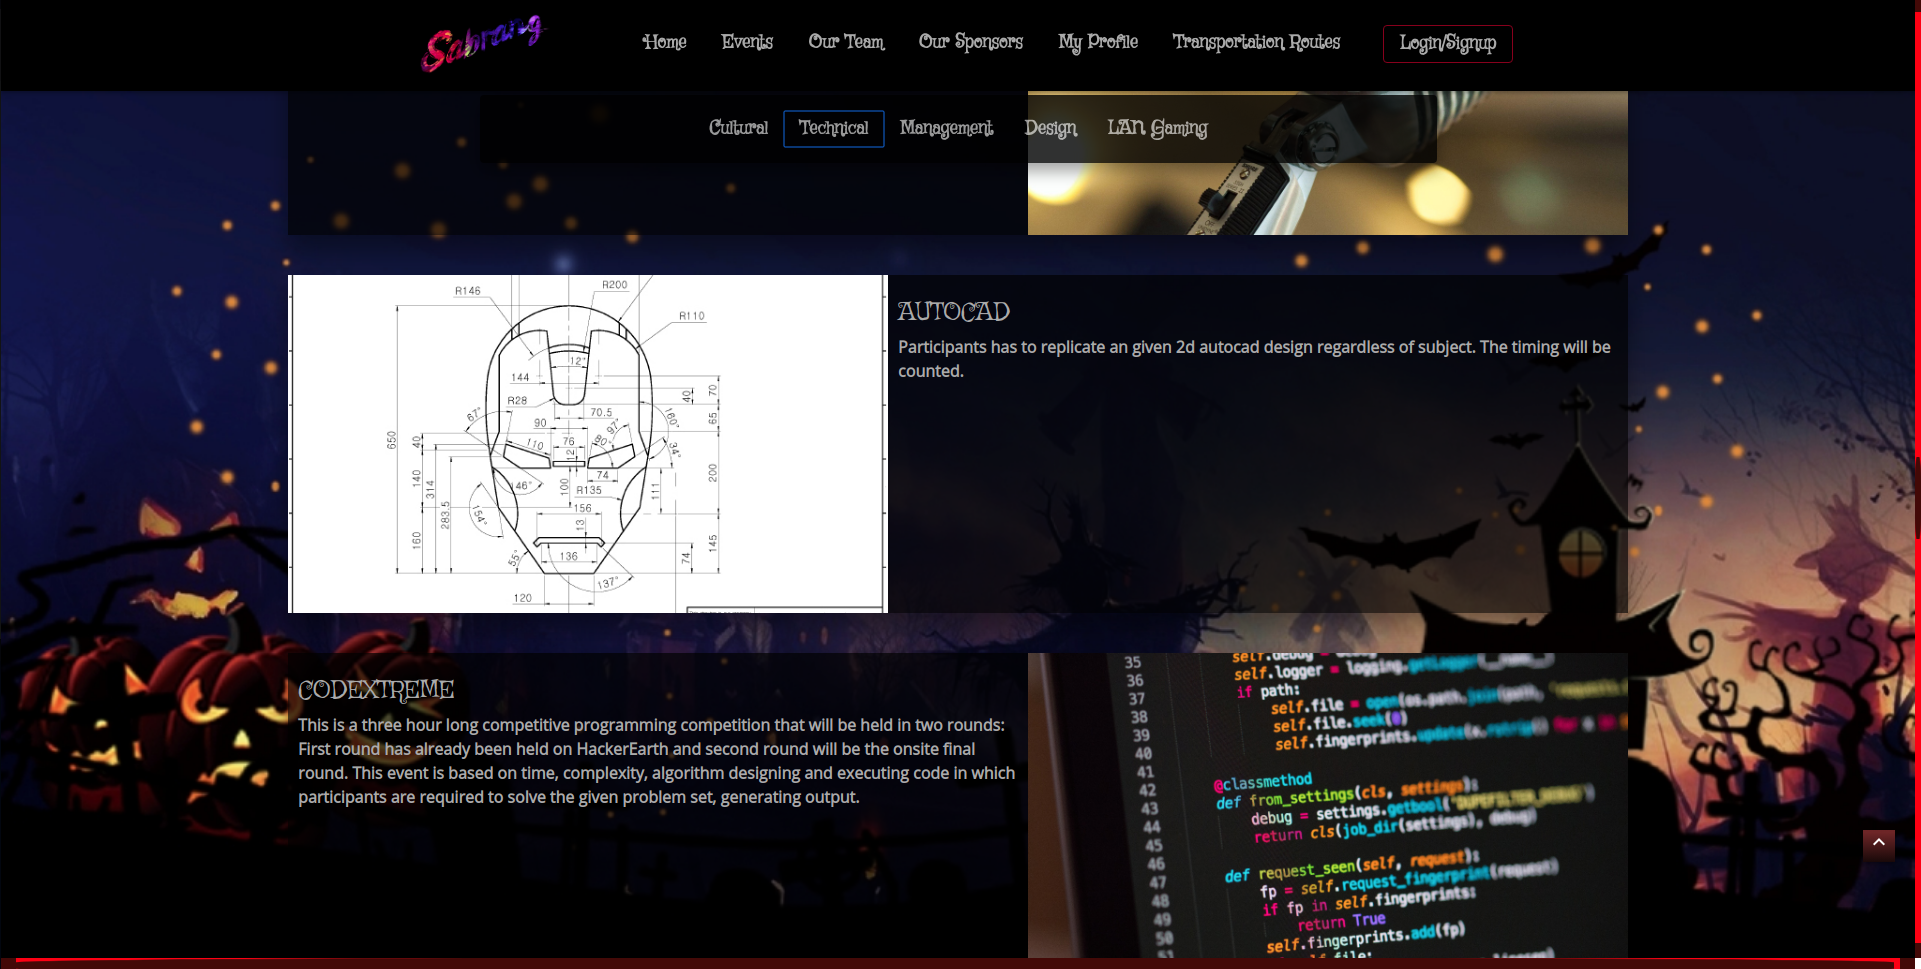 Sabrang
Home Events Our Team Our Sponsors My Profile Transportation Routes Login/Signup
Cultural Technical Management Design LAN Gaming
R146
R200
R110
12°
144
40
70
R28
70.5
67°
90
97°
160°
65
650
40
110
76
80°
12
34°
74
200
140
314
146°
100
R135
111
283.5
154°
156
13
160
55°
136
74
145
137°
120
AUTOCAD
Participants has to replicate an given 2d autocad design regardless of subject. The timing will be
counted.
CODEXTREME
This is a three hour long competitive programming competition that will be held in two rounds:
First round has already been held on HackerEarth and second round will be the onsite final
round. This event is based on time, complexity, algorithm designing and executing code in which
participants are required to solve the given problem set, generating output.
35 self.debug = debug
36 self.logger = logging.getLogger(__name__)
37 if path:
38 self.file = open(os.path.join(path,
39 self.file.seek(0)
40 self.fingerprints.update(
41
42 @classmethod
43 def from_settings(cls, settings):
44 debug = settings.getbool(
45 return cls(job_dir(settings), debug)
46
47 def request_seen(self, request):
48 fp = self.request_fingerprint(request)
49 if fp in self.fingerprints:
50 return True
51 self.fingerprints.add(fp)
self.file: